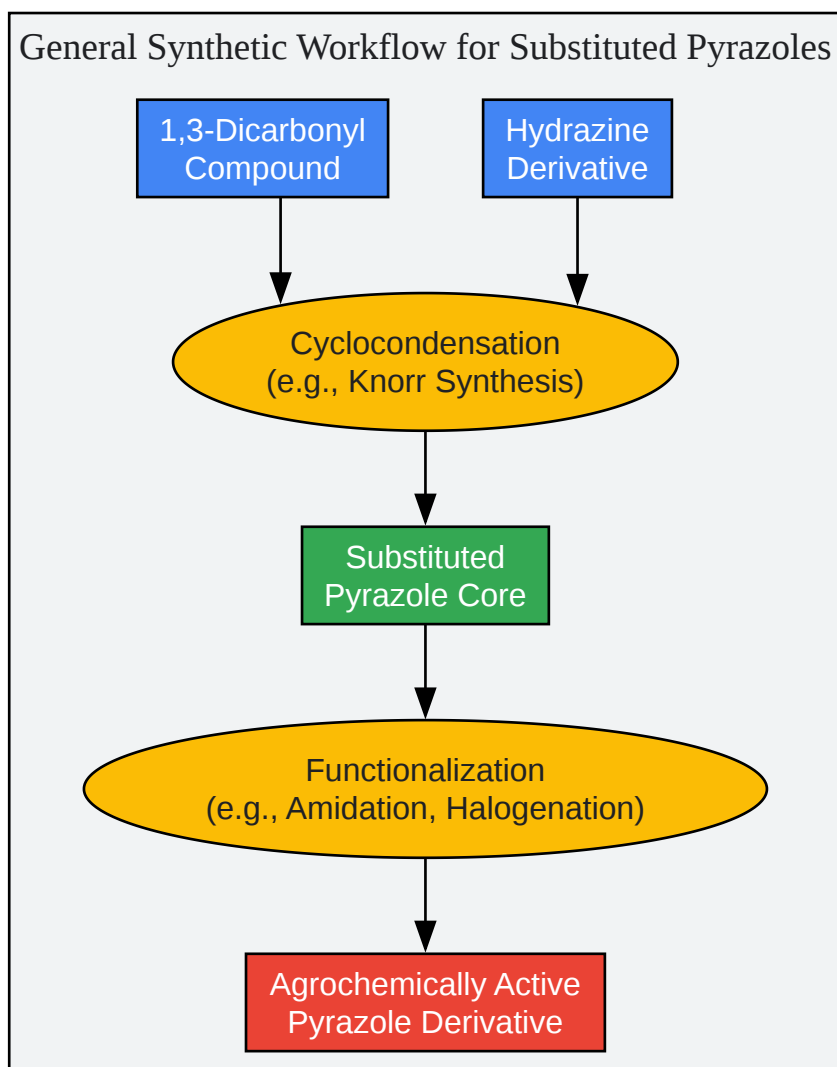 General Synthetic Workflow for Substituted Pyrazoles
1,3-Dicarbonyl
Compound
Hydrazine
Derivative
Cyclocondensation
(e.g., Knorr Synthesis)
Substituted
Pyrazole Core
Functionalization
(e.g., Amidation, Halogenation)
Agrochemically Active
Pyrazole Derivative